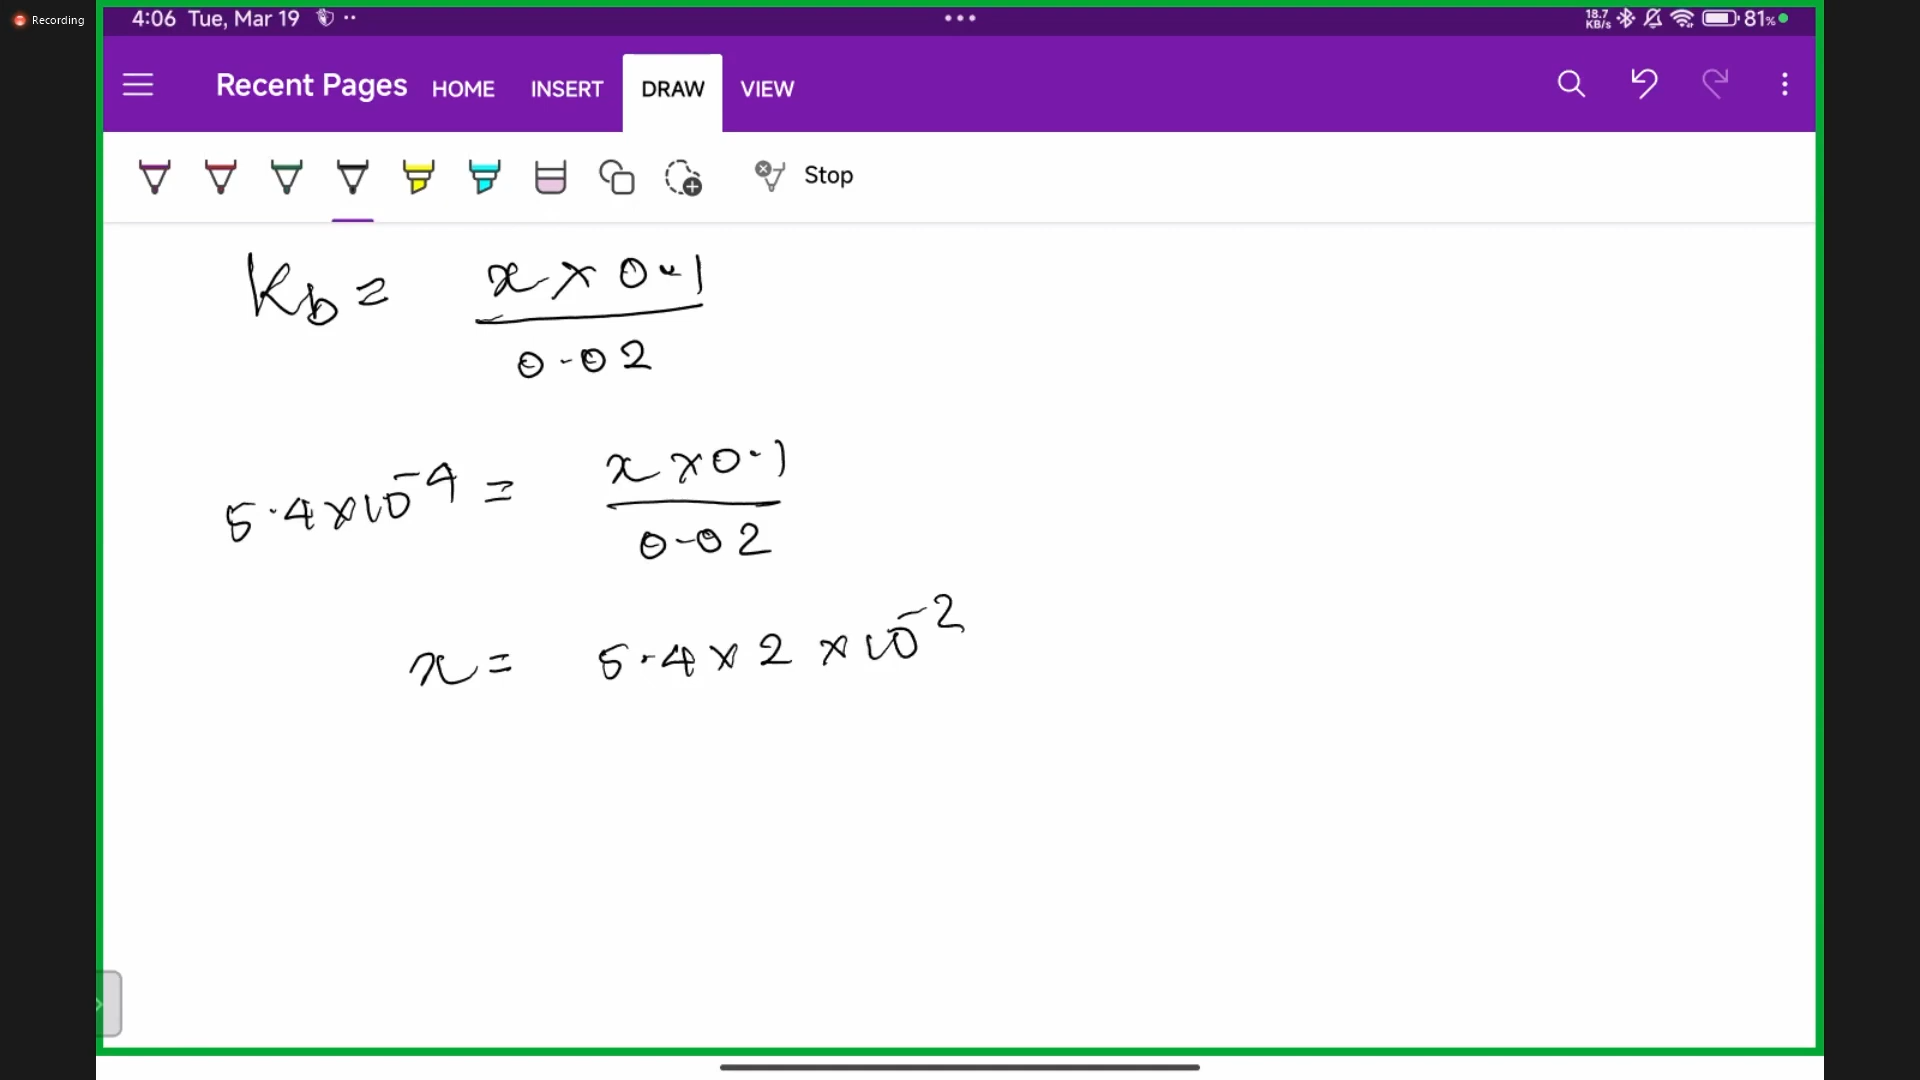 Recording
4:06 Tue, Mar 19
18.7 KB/s 81%
Recent Pages HOME INSERT DRAW VIEW
Stop
Kb = x × 0.1 / 0.02
5.4×10⁻⁴ = x × 0.1 / 0.02
x = 5.4 × 2 × 10⁻²